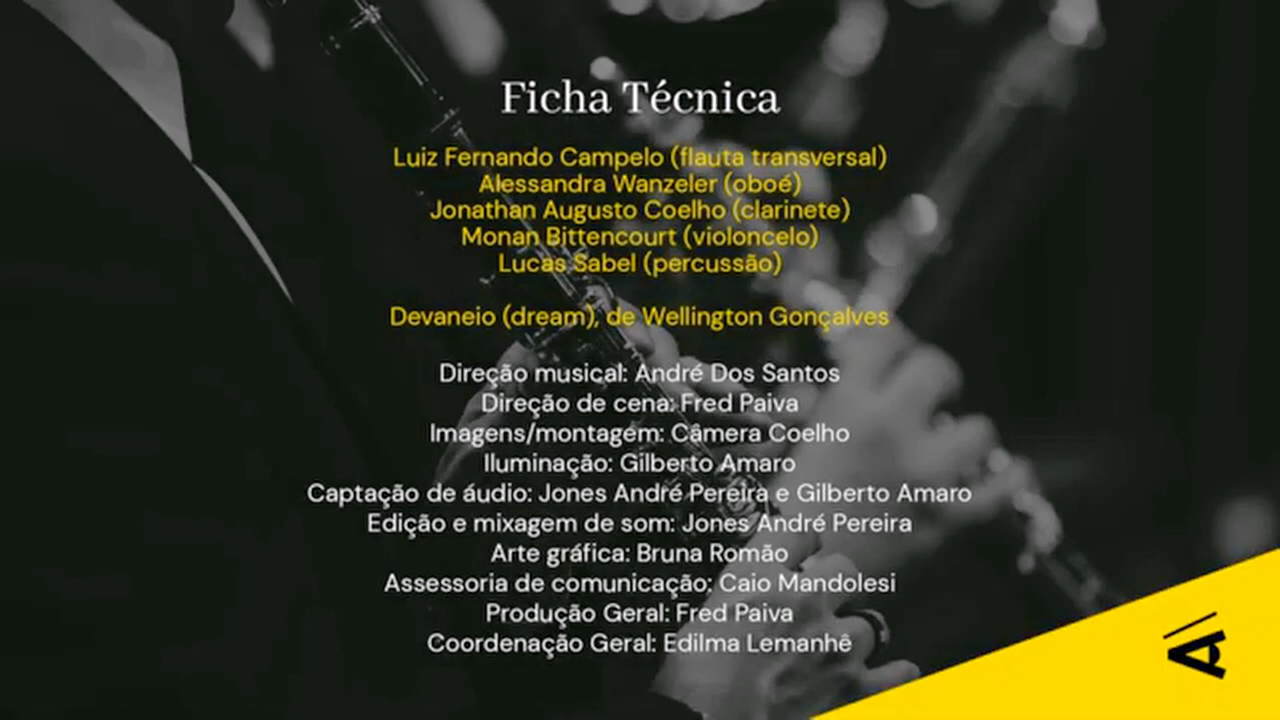 Ficha Técnica
Luiz Fernando Campelo (flauta transversal)
Alessandra Wanzeler (oboé)
Jonathan Augusto Coelho (clarinete)
Monan Bittencourt (violoncelo)
Lucas Sabel (percussão)
Devaneio (dream), de Wellington Gonçalves
Direção musical: André Dos Santos
Direção de cena: Fred Paiva
Imagens/montagem: Câmera Coelho
Iluminação: Gilberto Amaro
Captação de áudio: Jones André Pereira e Gilberto Amaro
Edição e mixagem de som: Jones André Pereira
Arte gráfica: Bruna Romão
Assessoria de comunicação: Caio Mandolesi
Produção Geral: Fred Paiva
Coordenação Geral: Edilma Lemanhê